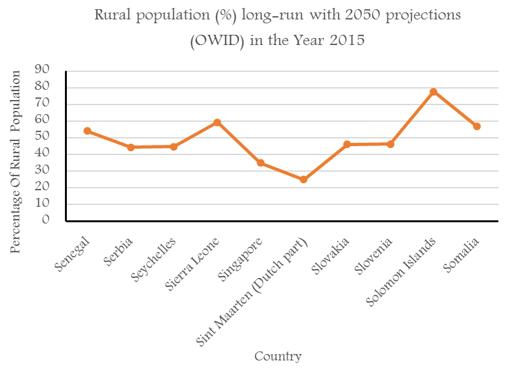 Rural population (%) long-run with 2050 projections
(OWID) in the Year 2015
Percentage Of Rural Population
90
80
70
60
50
40
30
20
10
0
Senegal
Serbia
Seychelles
Sierra Leone
Singapore
Sint Maarten (Dutch part)
Slovakia
Slovenia
Solomon Islands
Somalia
Country